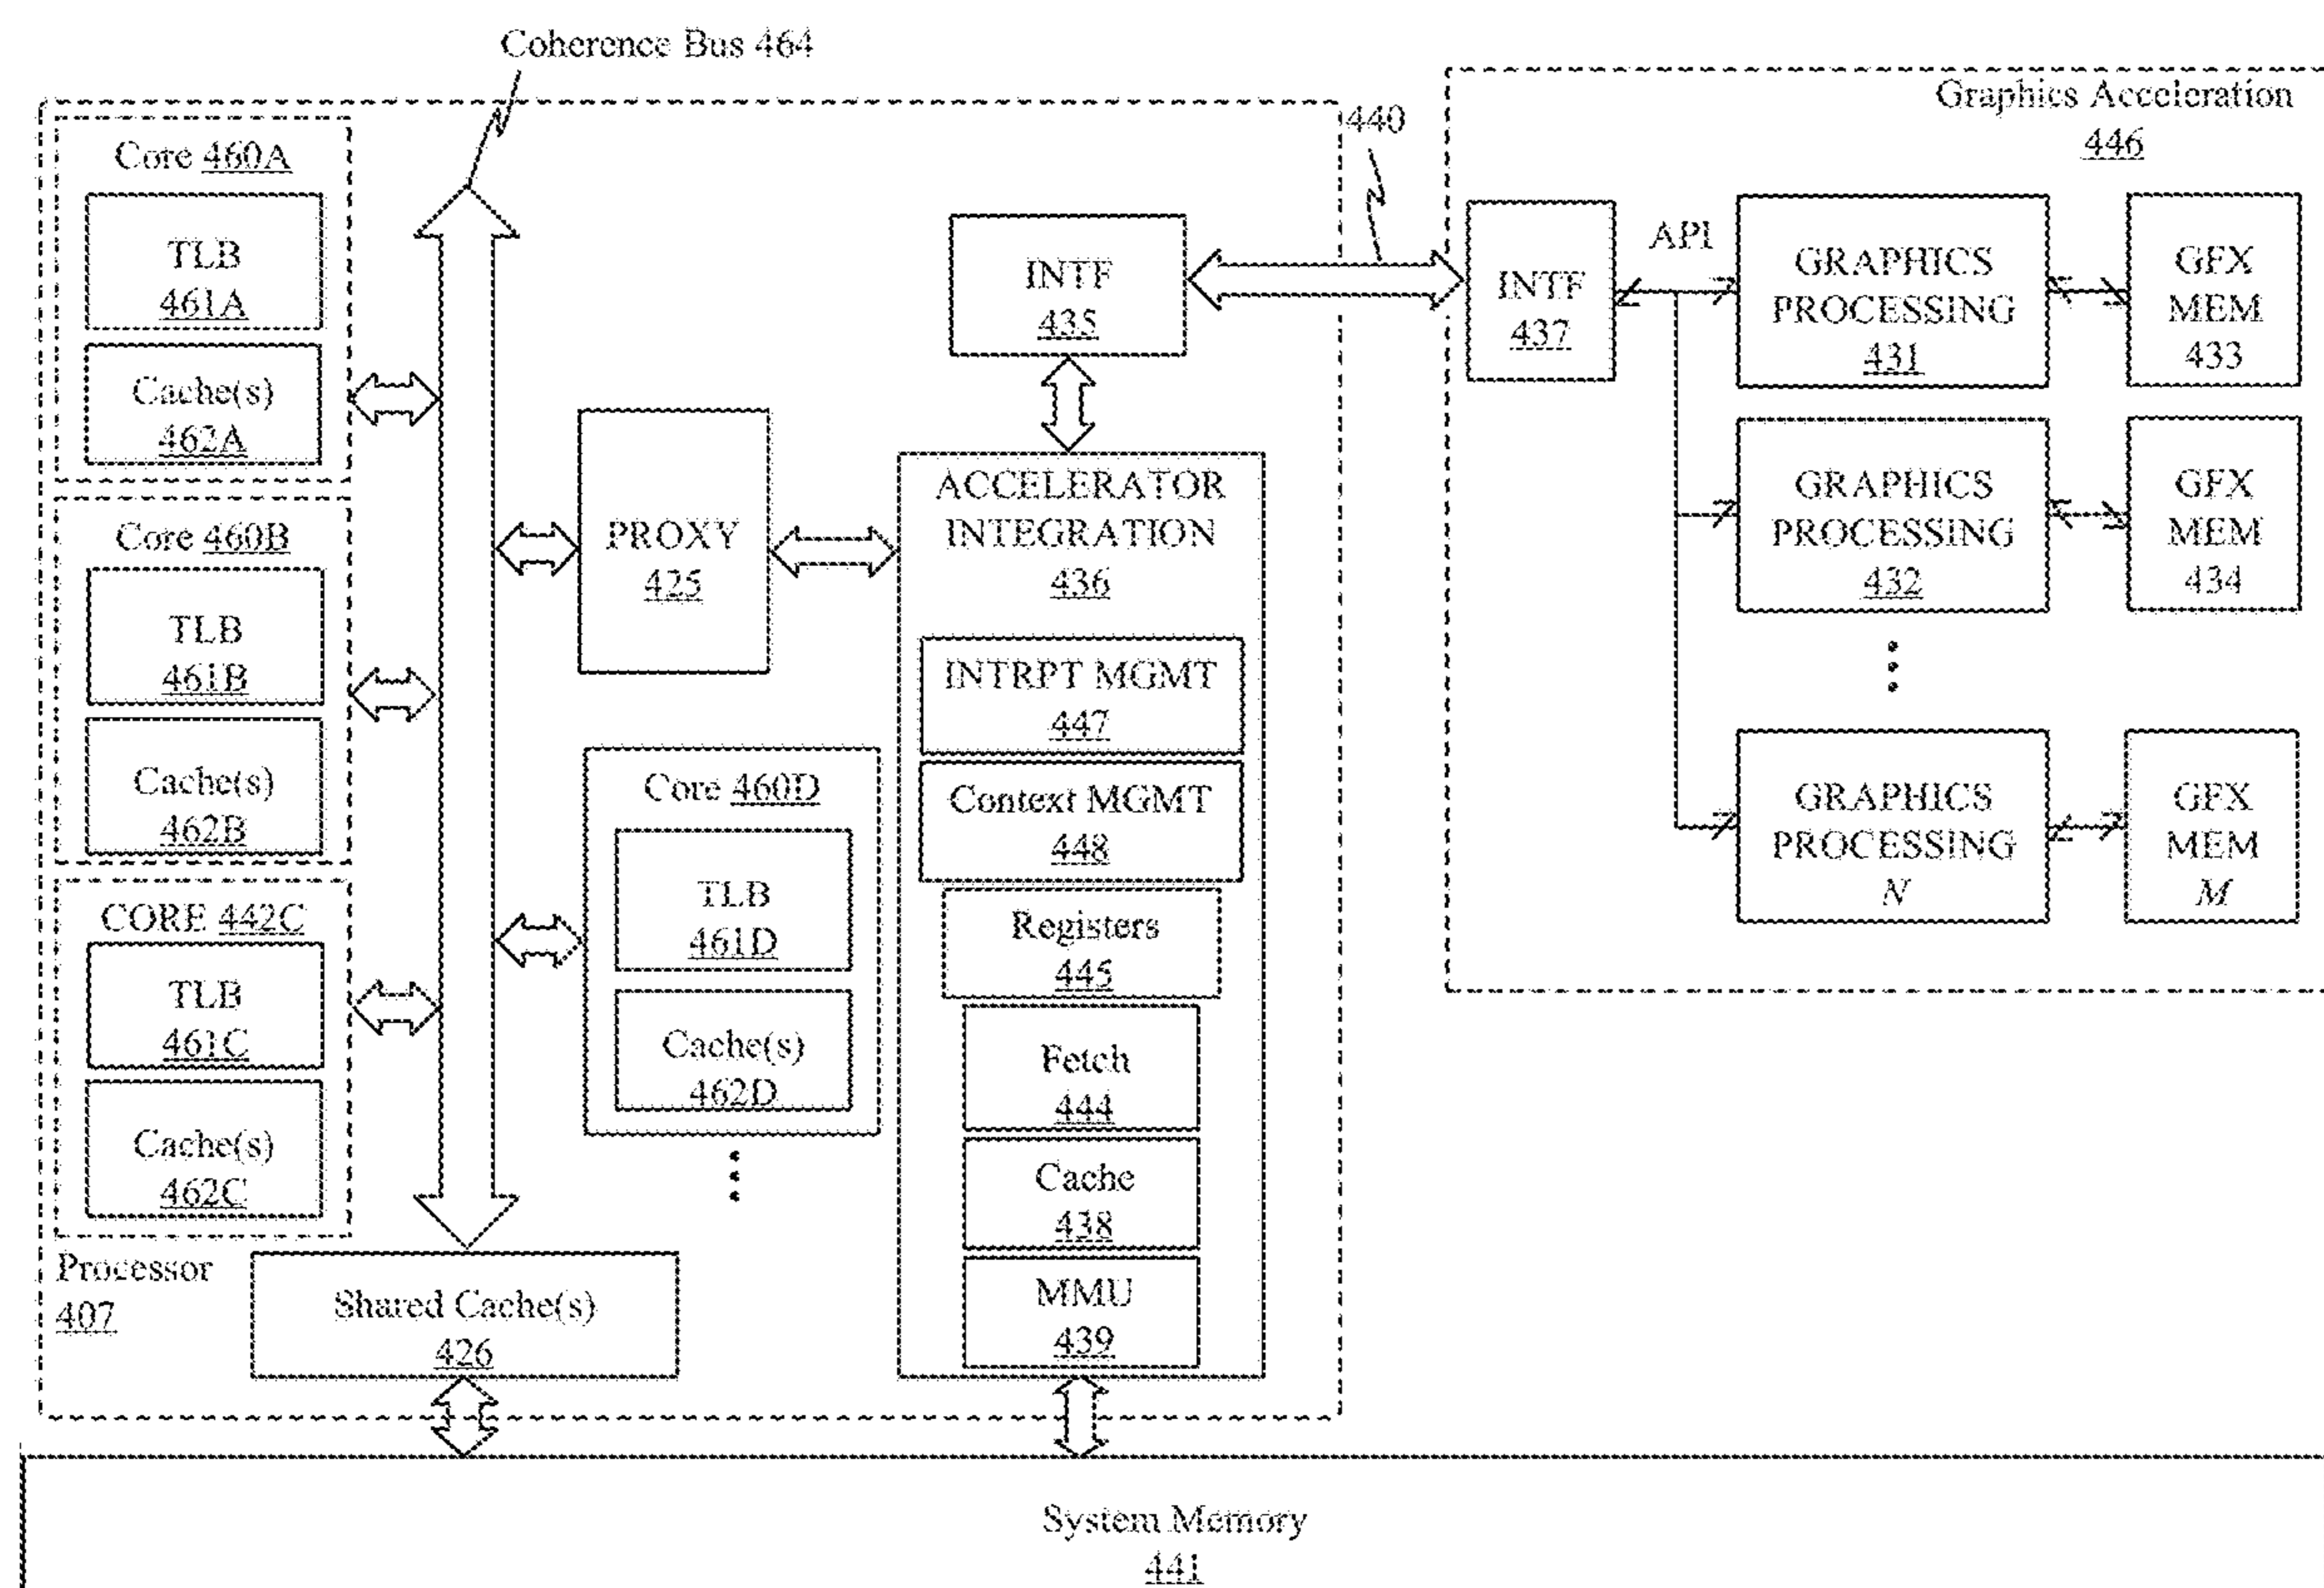 Coherence Bus 464
Core 460A
TLB
461A
Cache(s)
462A
Core 460B
TLB
461B
Cache(s)
462B
CORE 442C
TLB
461C
Cache(s)
462C
Processor
407
Shared Cache(s)
426
PROXY
425
Core 460D
TLB
461D
Cache(s)
462D
INTF
435
ACCELERATOR
INTEGRATION
436
INTRPT MGMT
447
Context MGMT
448
Registers
445
Fetch
444
Cache
438
MMU
439
440
Graphics Acceleration
446
INTF
437
API
GRAPHICS
PROCESSING
431
GFX
MEM
433
GRAPHICS
PROCESSING
432
GFX
MEM
434
GRAPHICS
PROCESSING
N
GFX
MEM
M
System Memory
441